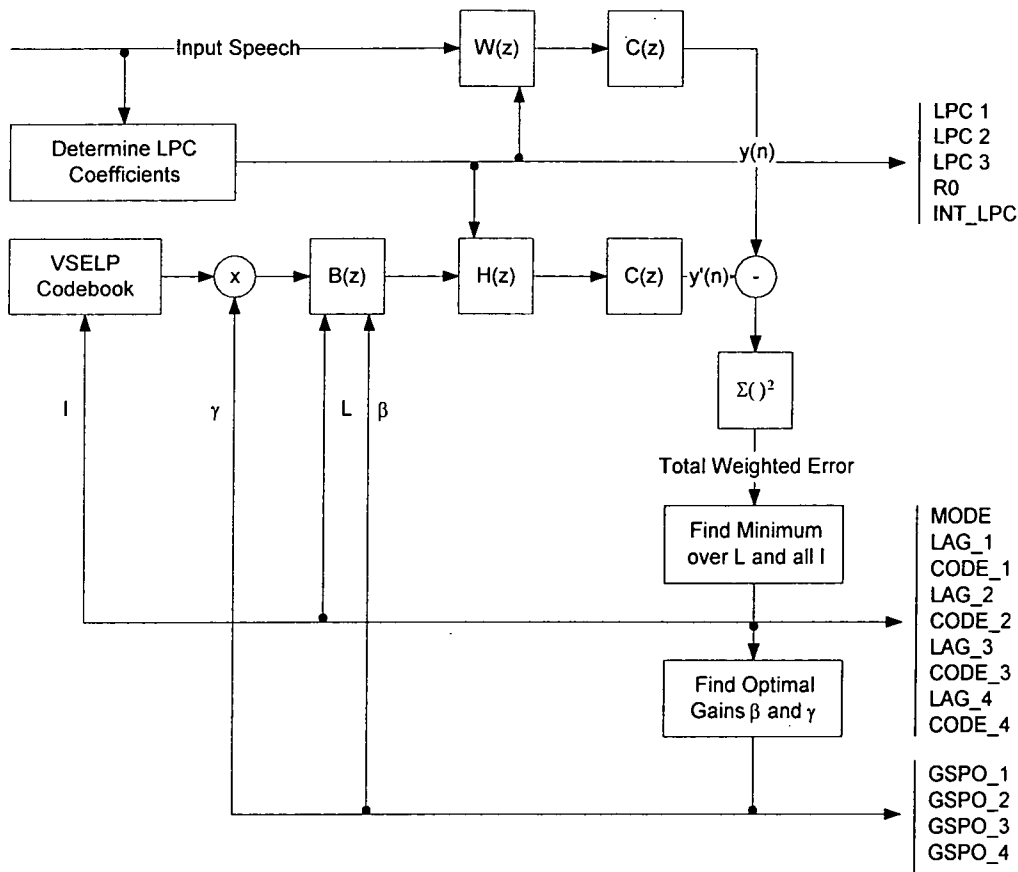 Input Speech
W(z)
C(z)
Determine LPC
Coefficients
y(n)
LPC 1
LPC 2
LPC 3
R0
INT_LPC
VSELP
Codebook
x
B(z)
H(z)
C(z)
y'(n)
-
Σ( )²
I
γ
L
β
Total Weighted Error
Find Minimum
over L and all I
MODE
LAG_1
CODE_1
LAG_2
CODE_2
LAG_3
CODE_3
LAG_4
CODE_4
Find Optimal
Gains β and γ
GSPO_1
GSPO_2
GSPO_3
GSPO_4